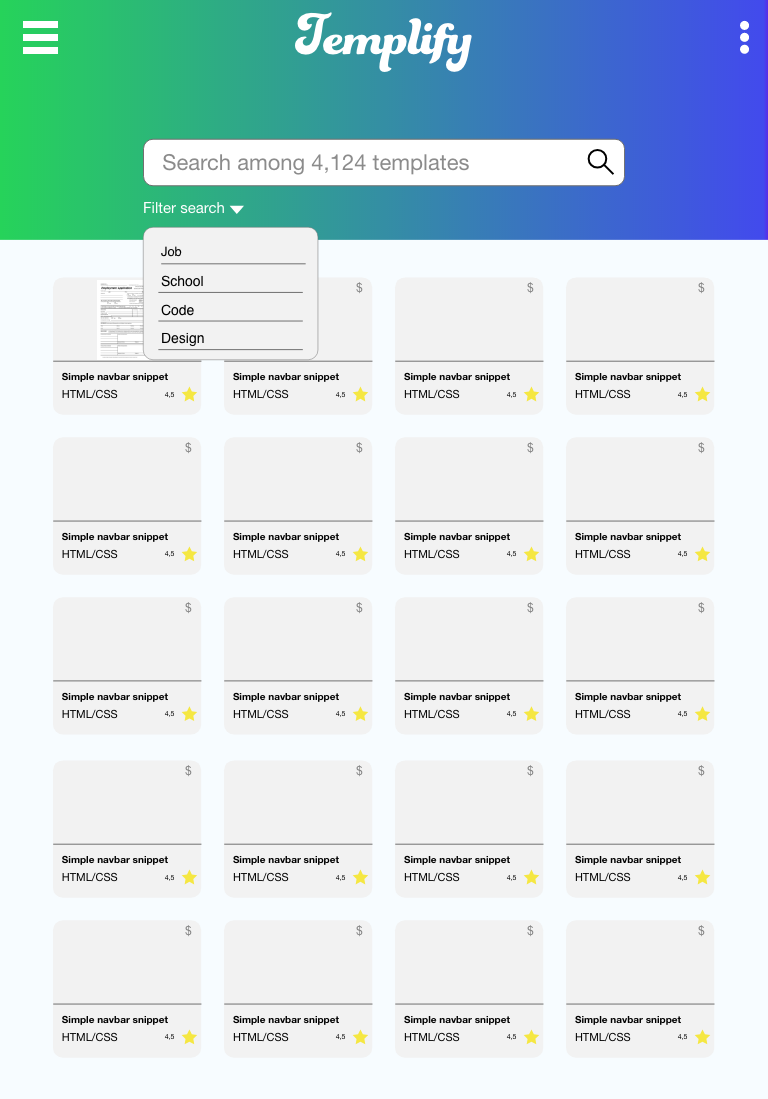 Templify
Search among 4,124 templates
Filter search
Job
School
Code
Design
Employment Application
$ $ $
Simple navbar snippet Simple navbar snippet Simple navbar snippet Simple navbar snippet
HTML/CSS 4,5 HTML/CSS 4,5 HTML/CSS 4,5 HTML/CSS 4,5
$ $ $ $
Simple navbar snippet Simple navbar snippet Simple navbar snippet Simple navbar snippet
HTML/CSS 4,5 HTML/CSS 4,5 HTML/CSS 4,5 HTML/CSS 4,5
$ $ $ $
Simple navbar snippet Simple navbar snippet Simple navbar snippet Simple navbar snippet
HTML/CSS 4,5 HTML/CSS 4,5 HTML/CSS 4,5 HTML/CSS 4,5
$ $ $ $
Simple navbar snippet Simple navbar snippet Simple navbar snippet Simple navbar snippet
HTML/CSS 4,5 HTML/CSS 4,5 HTML/CSS 4,5 HTML/CSS 4,5
$ $ $ $
Simple navbar snippet Simple navbar snippet Simple navbar snippet Simple navbar snippet
HTML/CSS 4,5 HTML/CSS 4,5 HTML/CSS 4,5 HTML/CSS 4,5